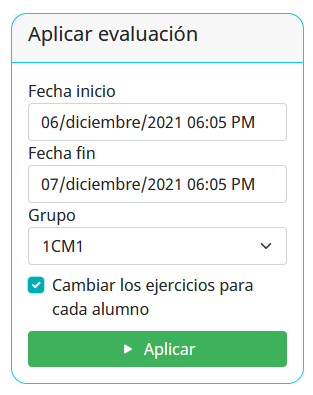 Aplicar evaluación
Fecha inicio
06/diciembre/2021 06:05 PM
Fecha fin
07/diciembre/2021 06:05 PM
Grupo
1CM1
Cambiar los ejercicios para
cada alumno
Aplicar